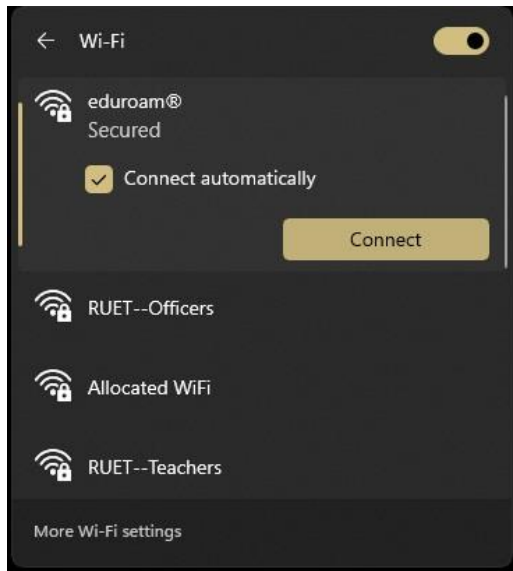 Wi-Fi
eduroam®
Secured
Connect automatically
Connect
RUET--Officers
Allocated WiFi
RUET--Teachers
More Wi-Fi settings